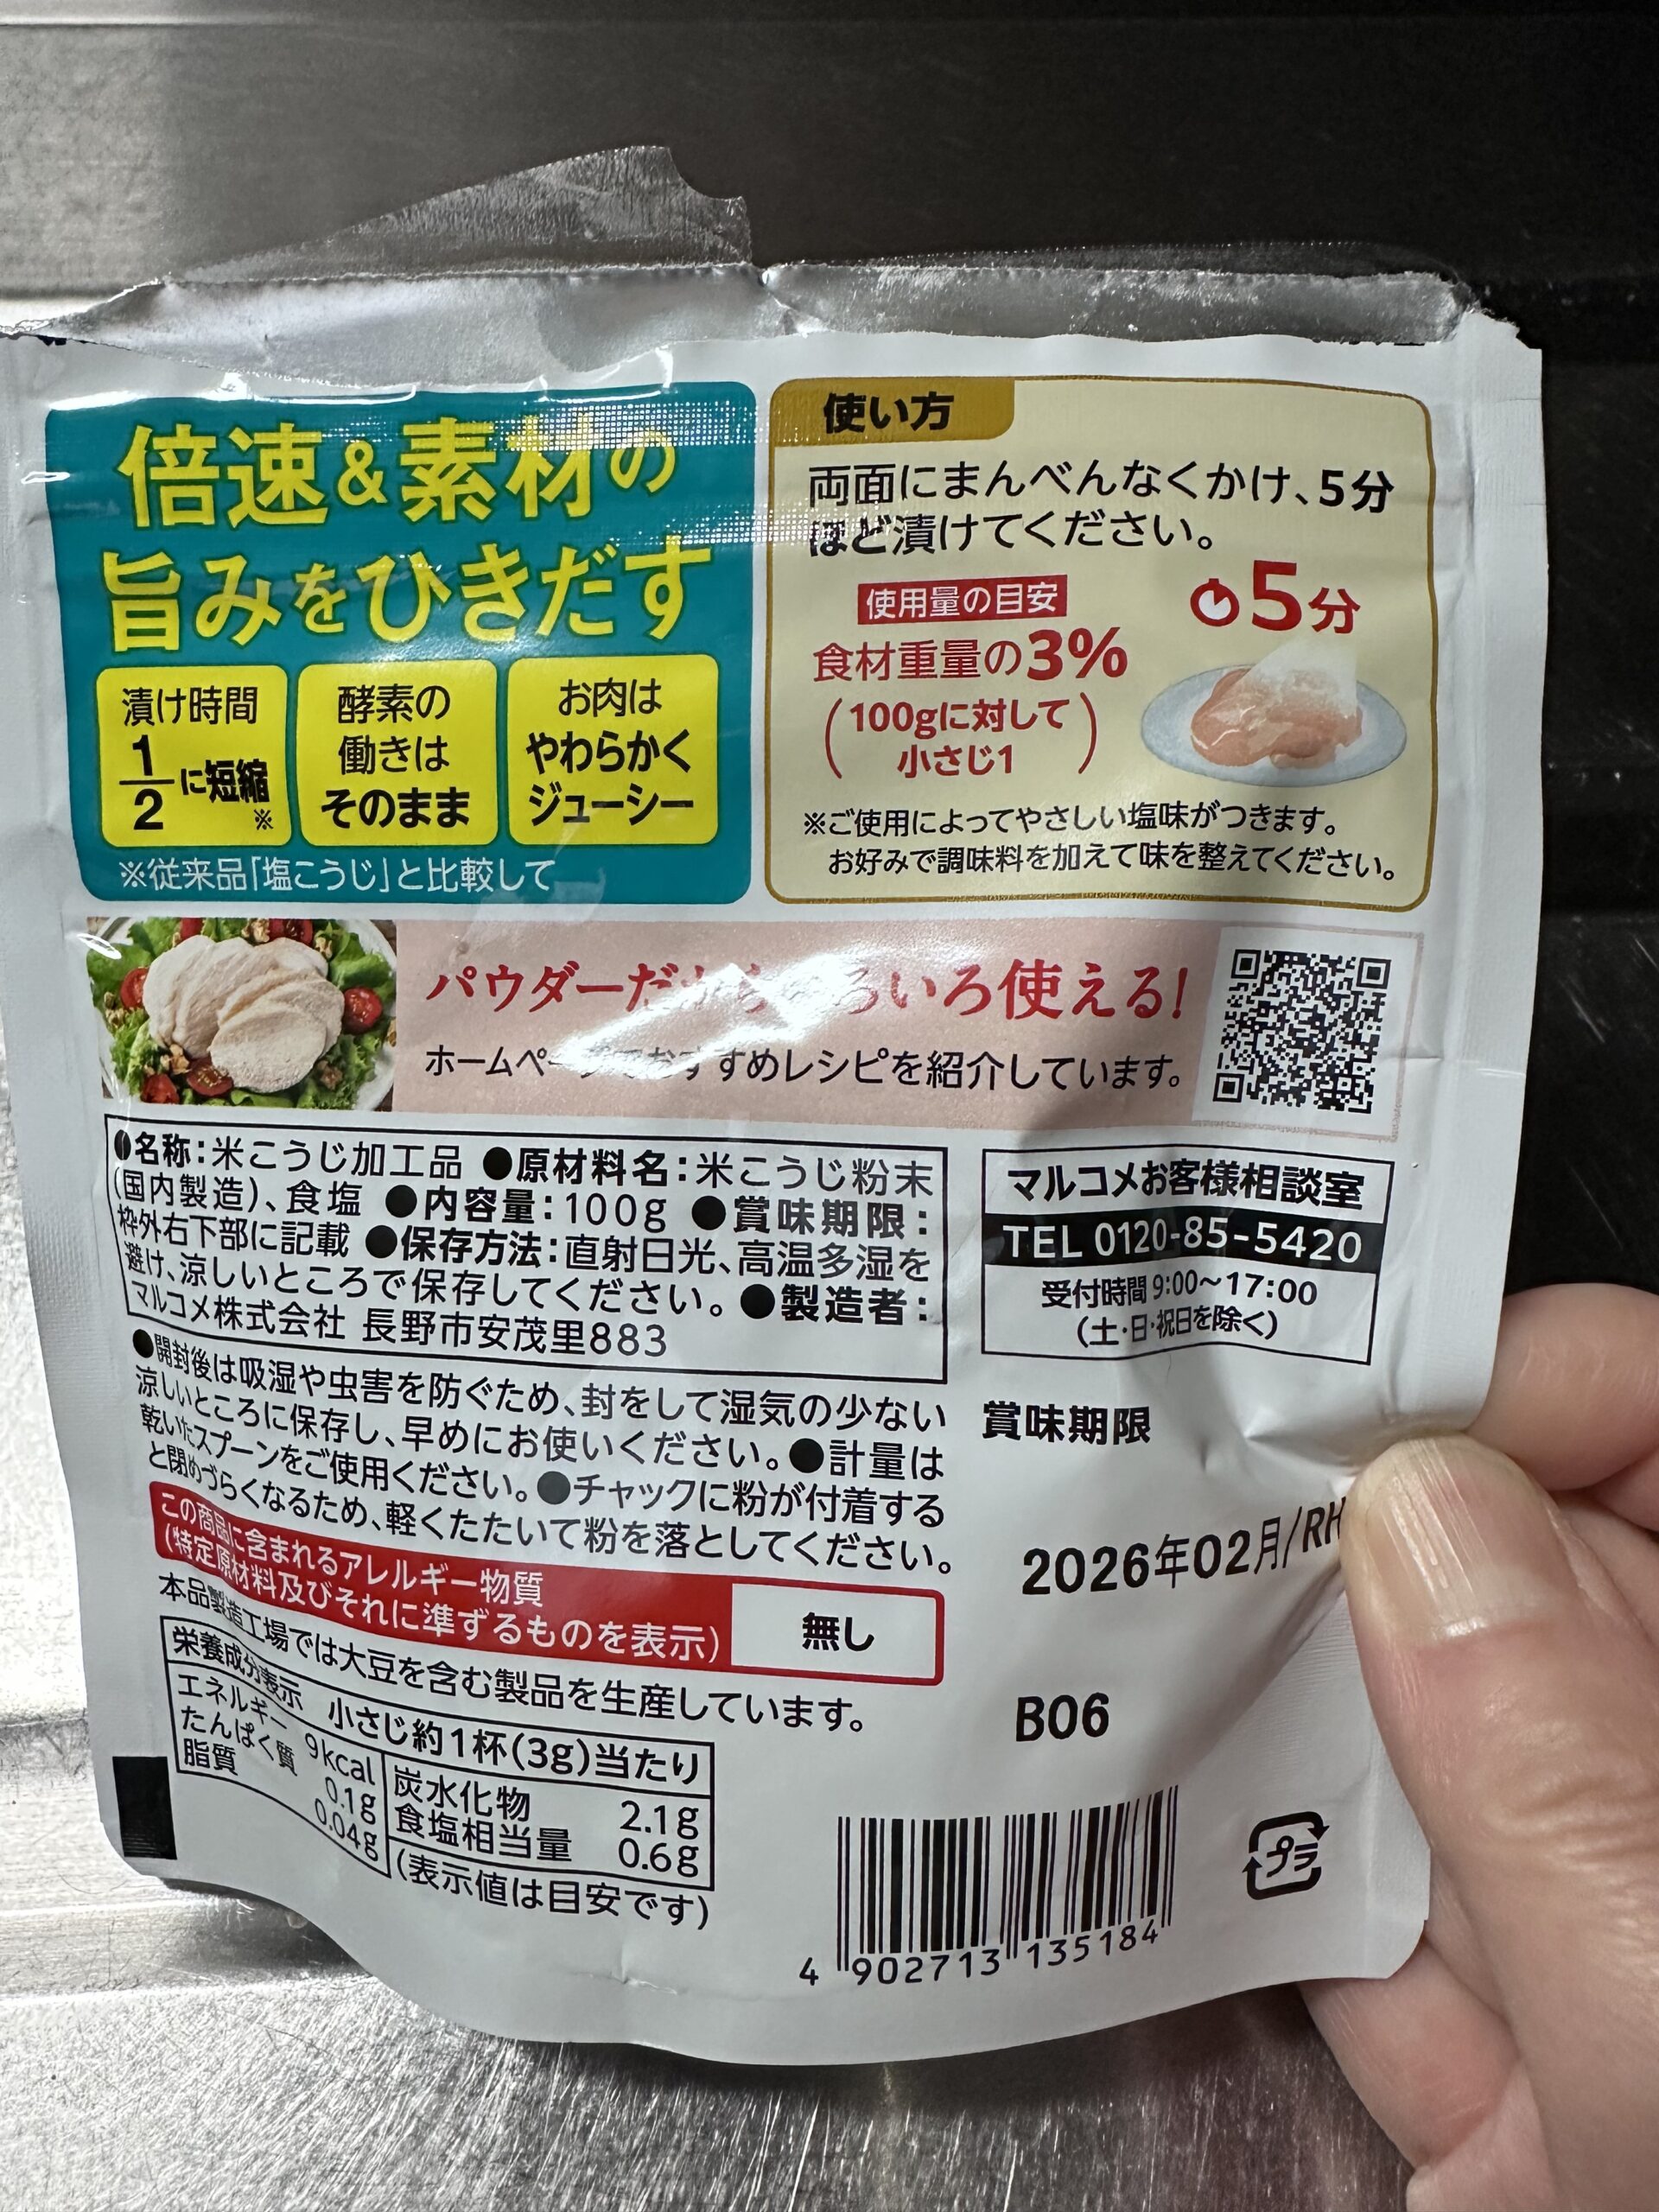 倍速&素材の
旨みをひきだす
漬け時間
1/2に短縮※
酵素の
働きは
そのまま
お肉は
やわらかく
ジューシー
※従来品「塩こうじ」と比較して
使い方
両面にまんべんなくかけ、5分
ほど漬けてください。
使用量の目安
食材重量の3%
(100gに対して
小さじ1)
5分
※ご使用によってやさしい塩味がつきます。
お好みで調味料を加えて味を整えてください。
パウダーだからいろいろ使える!
ホームページでおすすめレシピを紹介しています。
●名称:米こうじ加工品 ●原材料名:米こうじ粉末
(国内製造)、食塩 ●内容量:100g ●賞味期限:
枠外右下部に記載 ●保存方法:直射日光、高温多湿を
避け、涼しいところで保存してください。●製造者:
マルコメ株式会社 長野市安茂里883
マルコメお客様相談室
TEL 0120-85-5420
受付時間 9:00~17:00
(土・日・祝日を除く)
●開封後は吸湿や虫害を防ぐため、封をして湿気の少ない
涼しいところに保存し、早めにお使いください。●計量は
乾いたスプーンをご使用ください。●チャックに粉が付着する
と閉めづらくなるため、軽くたたいて粉を落としてください。
賞味期限
2026年02月/RH
B06
この商品に含まれるアレルギー物質
(特定原材料及びそれに準ずるものを表示)
無し
本品製造工場では大豆を含む製品を生産しています。
栄養成分表示 小さじ約1杯(3g)当たり
エネルギー 9kcal
たんぱく質 0.1g
脂質 0.04g
炭水化物 2.1g
食塩相当量 0.6g
(表示値は目安です)
4 902713 135184
プラ